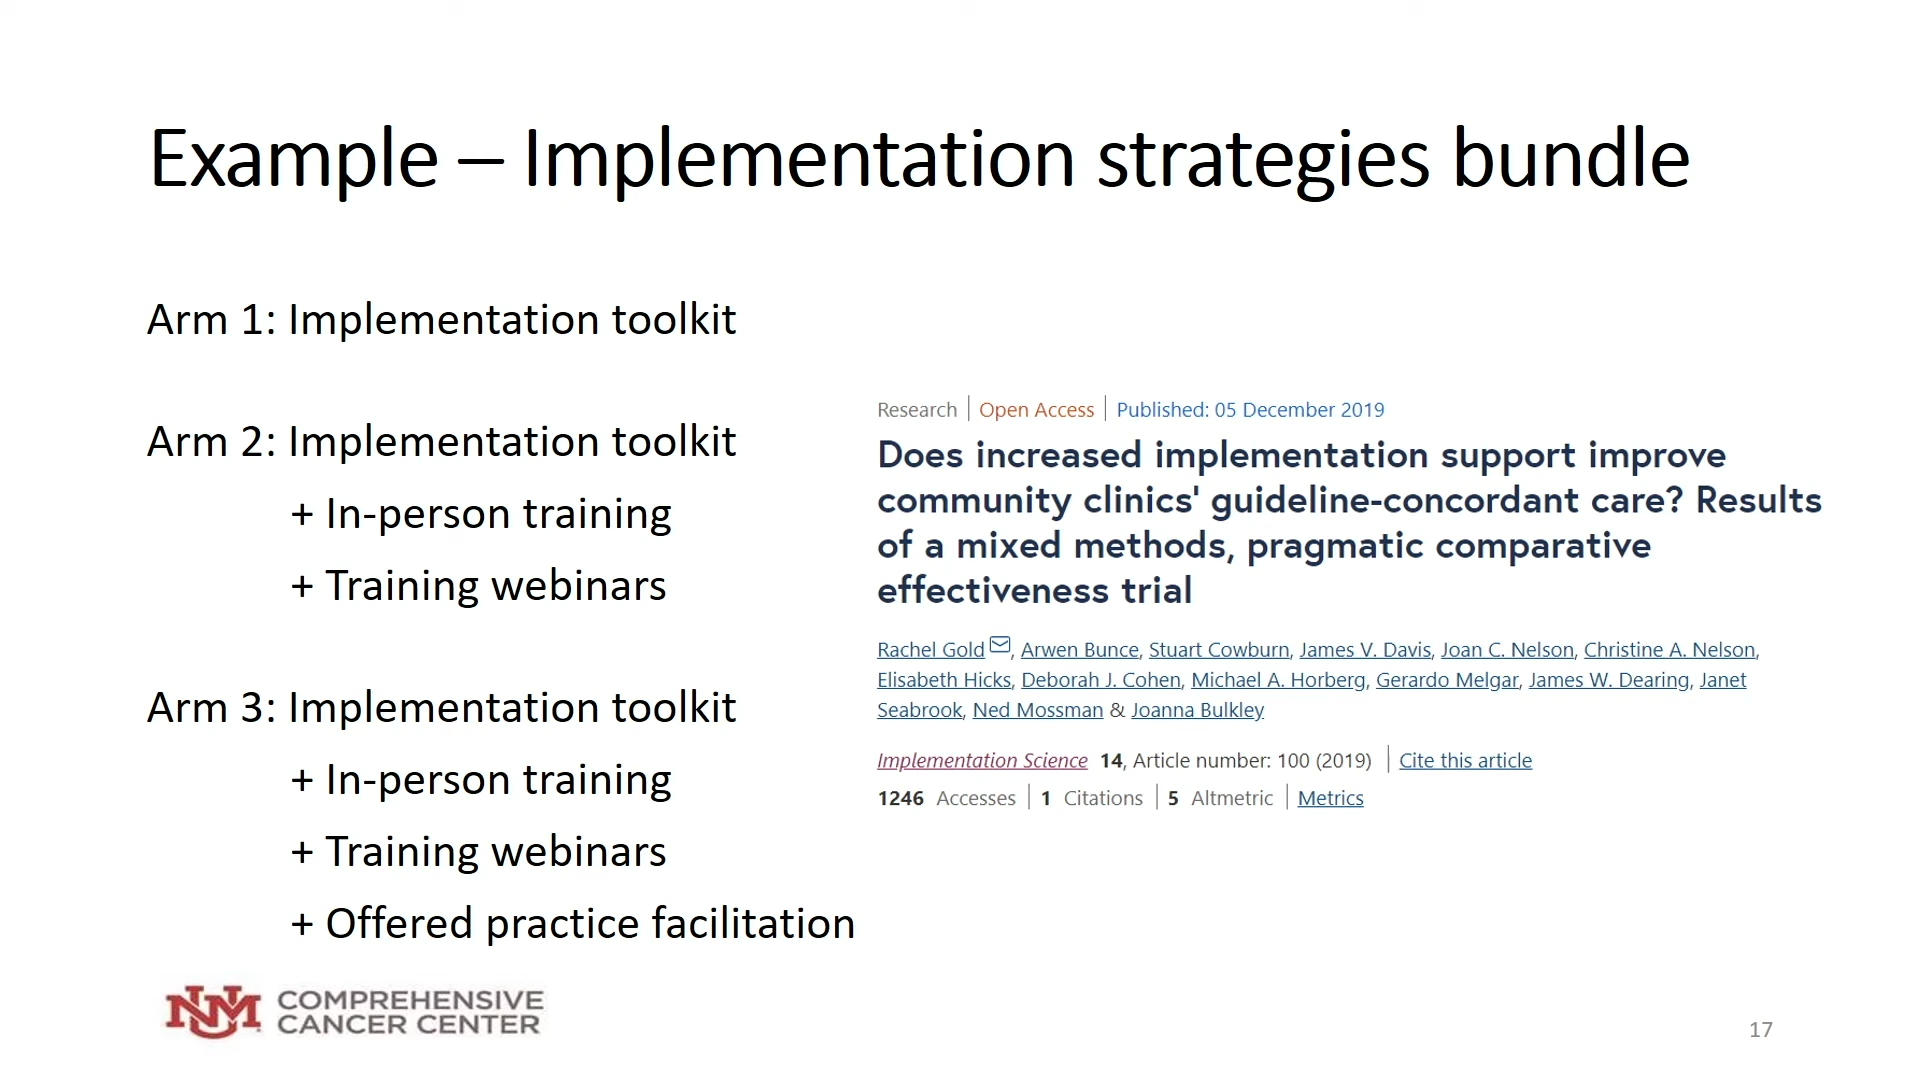 Example – Implementation strategies bundle
Arm 1: Implementation toolkit
Arm 2: Implementation toolkit
+ In-person training
+ Training webinars
Arm 3: Implementation toolkit
+ In-person training
+ Training webinars
+ Offered practice facilitation
Research | Open Access | Published: 05 December 2019
Does increased implementation support improve
community clinics' guideline-concordant care? Results
of a mixed methods, pragmatic comparative
effectiveness trial
Rachel Gold, Arwen Bunce, Stuart Cowburn, James V. Davis, Joan C. Nelson, Christine A. Nelson,
Elisabeth Hicks, Deborah J. Cohen, Michael A. Horberg, Gerardo Melgar, James W. Dearing, Janet
Seabrook, Ned Mossman & Joanna Bulkley
Implementation Science 14, Article number: 100 (2019) | Cite this article
1246 Accesses | 1 Citations | 5 Altmetric | Metrics
UNM COMPREHENSIVE
CANCER CENTER
17